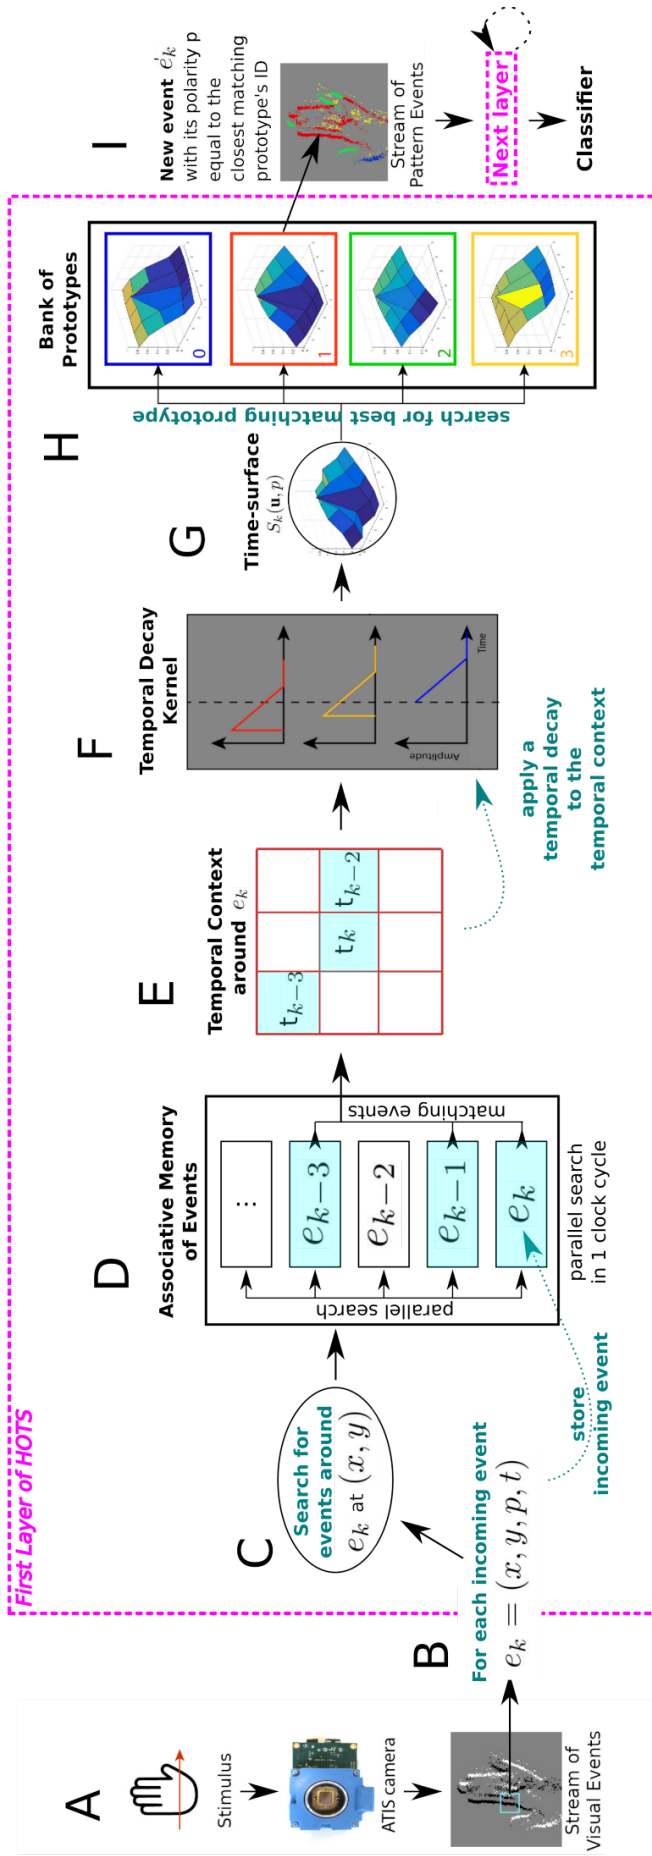 First Layer of HOTS
A
Stimulus
ATIS camera
Stream of
Visual Events
B
For each incoming event
e_k = (x, y, p, t)
store
incoming event
C
Search for
events around
e_k at (x, y)
D
Associative Memory
of Events
parallel search
...
e_{k-3}
e_{k-2}
e_{k-1}
e_k
matching events
parallel search
in 1 clock cycle
E
Temporal Context
around e_k
t_{k-3}
t_k
t_{k-2}
apply a
temporal decay
to the
temporal context
F
Temporal Decay
Kernel
Amplitude
Time
G
Time-surface
S_k(u, p)
H
search for best matching prototype
Bank of
Prototypes
0
1
2
3
I
New event e'_k
with its polarity p
equal to the
closest matching
prototype's ID
Stream of
Pattern Events
Next layer
Classifier